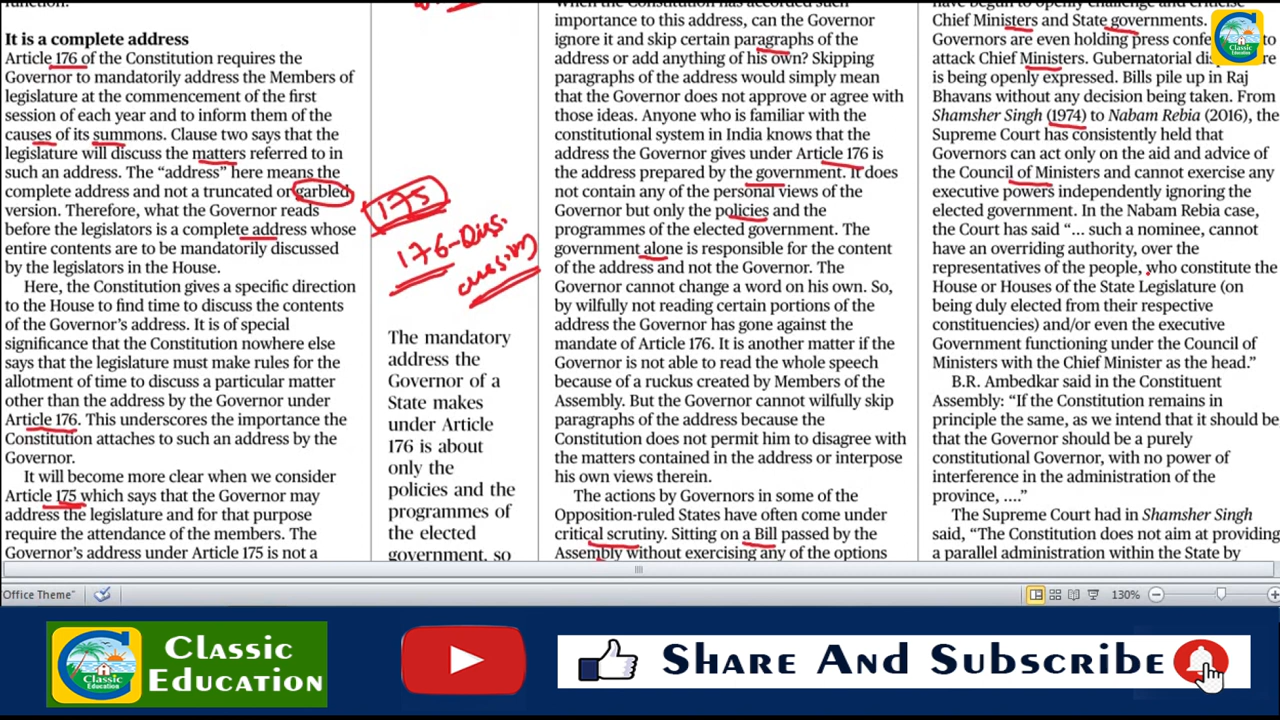 It is a complete address
Article 176 of the Constitution requires the
Governor to mandatorily address the Members of
legislature at the commencement of the first
session of each year and to inform them of the
causes of its summons. Clause two says that the
legislature will discuss the matters referred to in
such an address. The “address” here means the
complete address and not a truncated or garbled
version. Therefore, what the Governor reads
before the legislators is a complete address whose
entire contents are to be mandatorily discussed
by the legislators in the House.
Here, the Constitution gives a specific direction
to the House to find time to discuss the contents
of the Governor’s address. It is of special
significance that the Constitution nowhere else
says that the legislature must make rules for the
allotment of time to discuss a particular matter
other than the address by the Governor under
Article 176. This underscores the importance the
Constitution attaches to such an address by the
Governor.
It will become more clear when we consider
Article 175 which says that the Governor may
address the legislature and for that purpose
require the attendance of the members. The
Governor’s address under Article 175 is not a
175
176-Discussion
The mandatory
address the
Governor of a
State makes
under Article
176 is about
only the
policies and the
programmes of
the elected
government, so
When the Constitution has accorded such
importance to this address, can the Governor
ignore it and skip certain paragraphs of the
address or add anything of his own? Skipping
paragraphs of the address would simply mean
that the Governor does not approve or agree with
those ideas. Anyone who is familiar with the
constitutional system in India knows that the
address the Governor gives under Article 176 is
the address prepared by the government. It does
not contain any of the personal views of the
Governor but only the policies and the
programmes of the elected government. The
government alone is responsible for the content
of the address and not the Governor. The
Governor cannot change a word on his own. So,
by wilfully not reading certain portions of the
address the Governor has gone against the
mandate of Article 176. It is another matter if the
Governor is not able to read the whole speech
because of a ruckus created by Members of the
Assembly. But the Governor cannot wilfully skip
paragraphs of the address because the
Constitution does not permit him to disagree with
the matters contained in the address or interpose
his own views therein.
The actions by Governors in some of the
Opposition-ruled States have often come under
critical scrutiny. Sitting on a Bill passed by the
Assembly without exercising any of the options
have begun to openly challenge and criticise
Chief Ministers and State governments.
Governors are even holding press confe to
attack Chief Ministers. Gubernatorial disp
is being openly expressed. Bills pile up in Raj
Bhavans without any decision being taken. From
Shamsher Singh (1974) to Nabam Rebia (2016), the
Supreme Court has consistently held that
Governors can act only on the aid and advice of
the Council of Ministers and cannot exercise any
executive powers independently ignoring the
elected government. In the Nabam Rebia case,
the Court has said “... such a nominee, cannot
have an overriding authority, over the
representatives of the people, who constitute the
House or Houses of the State Legislature (on
being duly elected from their respective
constituencies) and/or even the executive
Government functioning under the Council of
Ministers with the Chief Minister as the head.”
B.R. Ambedkar said in the Constituent
Assembly: “If the Constitution remains in
principle the same, as we intend that it should be
that the Governor should be a purely
constitutional Governor, with no power of
interference in the administration of the
province, ....”
The Supreme Court had in Shamsher Singh
said, “The Constitution does not aim at providing
a parallel administration within the State by
Classic
Education
Office Theme”
130%
Classic
Education
Classic
Education
Share And Subscribe